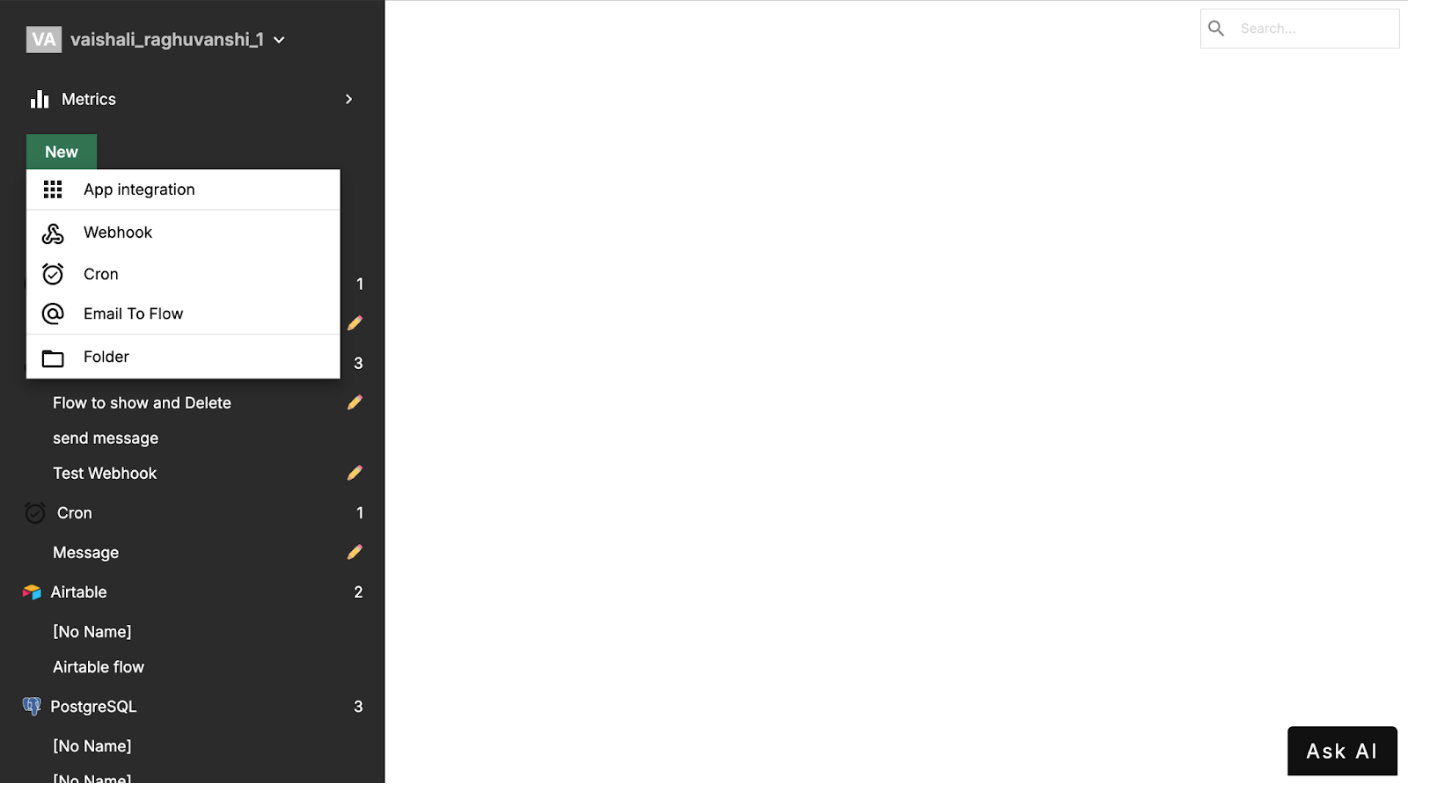 VA vaishali_raghuvanshi_1
Search...
Metrics
New
App integration
Webhook
Cron
1
Email To Flow
Folder
3
Flow to show and Delete
send message
Test Webhook
Cron 1
Message
Airtable 2
[No Name]
Airtable flow
PostgreSQL 3
[No Name]
[No Name]
Ask AI